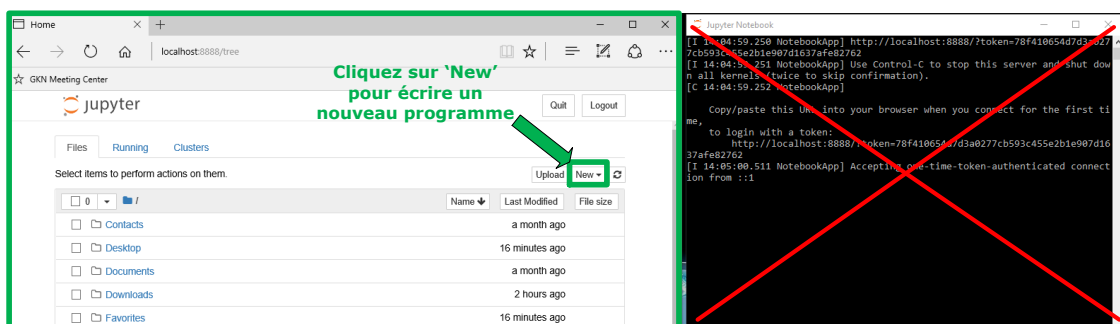 Home
localhost:8888/tree
GKN Meeting Center
Cliquez sur 'New'
pour écrire un
nouveau programme
jupyter
Quit Logout
Files Running Clusters
Select items to perform actions on them.
Upload New
0 /
Name Last Modified File size
Contacts a month ago
Desktop 16 minutes ago
Documents a month ago
Downloads 2 hours ago
Favorites 16 minutes ago
Jupyter Notebook
[I 14:04:59.250 NotebookApp] http://localhost:8888/?token=78f410654d7d3a027
7cb593c455e2b1e907d1637afe82762
[I 14:04:59.251 NotebookApp] Use Control-C to stop this server and shut dow
n all kernels (twice to skip confirmation).
[C 14:04:59.252 NotebookApp]
Copy/paste this URL into your browser when you connect for the first ti
me,
to login with a token:
http://localhost:8888/?token=78f410654d7d3a0277cb593c455e2b1e907d16
37afe82762
[I 14:05:00.511 NotebookApp] Accepting one-time-token-authenticated connect
ion from ::1